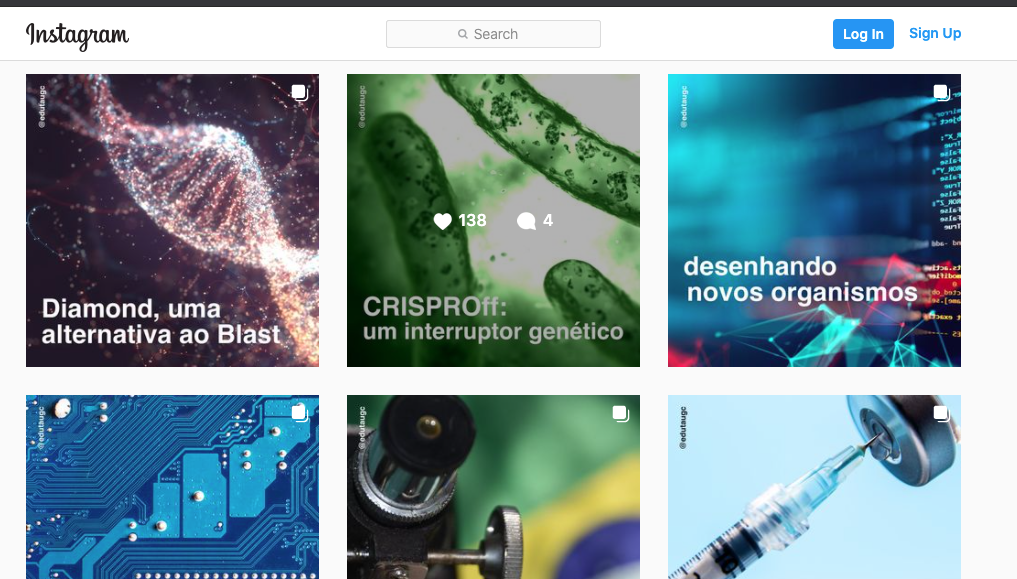 Instagram
Search
Log In
Sign Up
@edutaugc
@edutaugc
@edutaugc
138
4
Diamond, uma
alternativa ao Blast
CRISPROff:
um interruptor genético
desenhando
novos organismos
@edutaugc
@edutaugc
@edutaugc